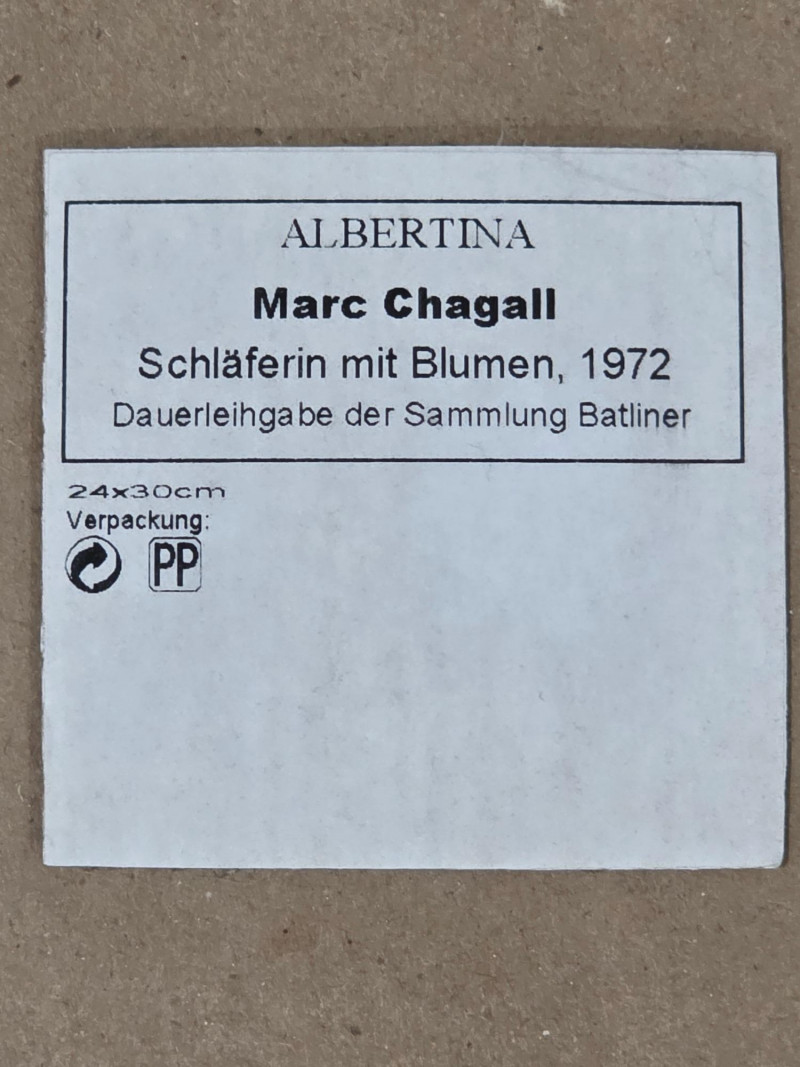 ALBERTINA
Marc Chagall
Schläferin mit Blumen, 1972
Dauerleihgabe der Sammlung Batliner
24x30cm
Verpackung:
PP